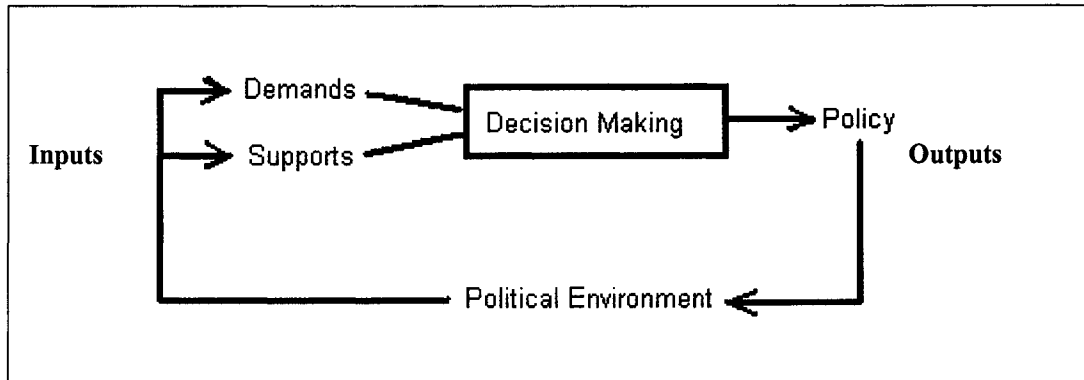 Demands
Decision Making
Policy
Inputs
Supports
Outputs
Political Environment